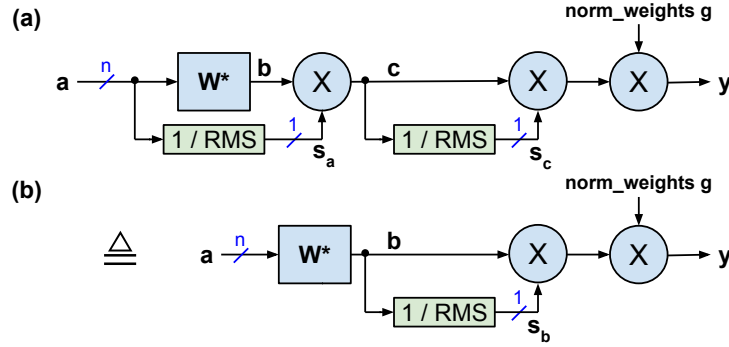 (a)
norm_weights g
a
n
W*
b
X
c
X
X
y
1 / RMS
1
s_a
1 / RMS
1
s_c
(b)
norm_weights g
≜
a
n
W*
b
X
X
y
1 / RMS
1
s_b